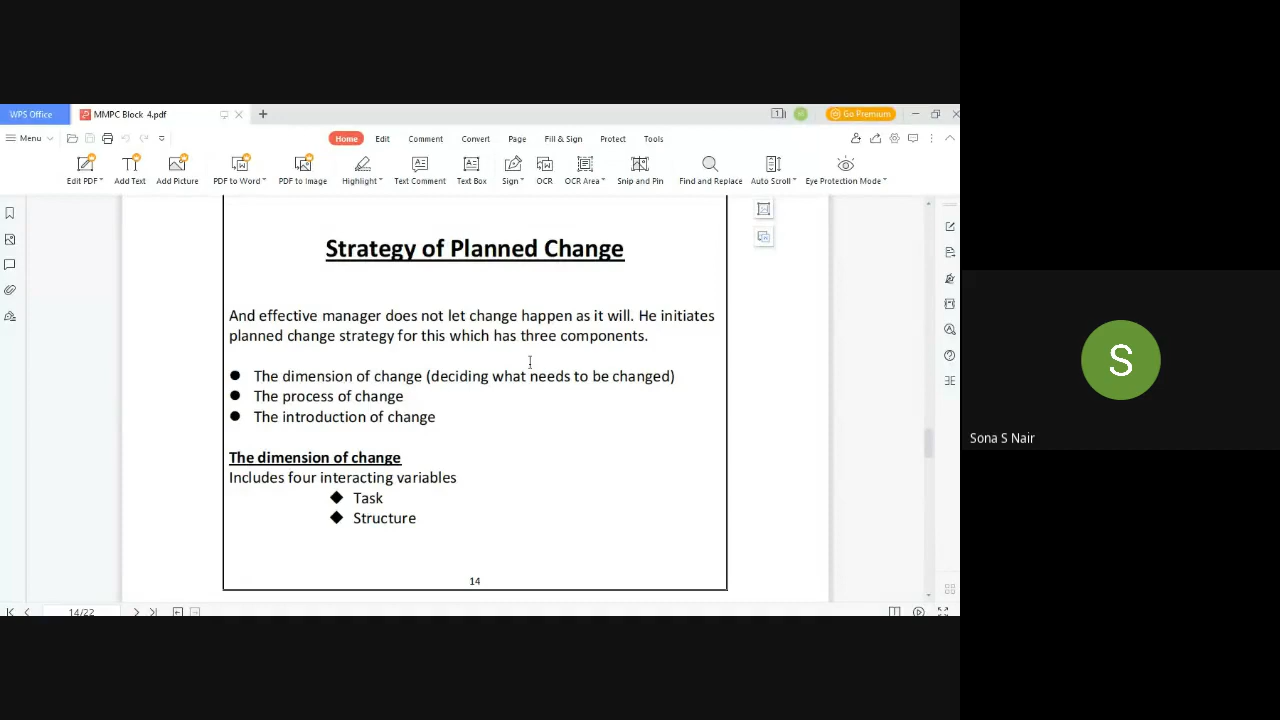 WPS Office
MMPC Block 4.pdf
Go Premium
Menu
Home Edit Comment Convert Page Fill & Sign Protect Tools
Edit PDF Add Text Add Picture PDF to Word PDF to Image Highlight Text Comment Text Box Sign OCR OCR Area Snip and Pin Find and Replace Auto Scroll Eye Protection Mode
Strategy of Planned Change
And effective manager does not let change happen as it will. He initiates
planned change strategy for this which has three components.
● The dimension of change (deciding what needs to be changed)
● The process of change
● The introduction of change
The dimension of change
Includes four interacting variables
◆ Task
◆ Structure
14
14/22
S
Sona S Nair